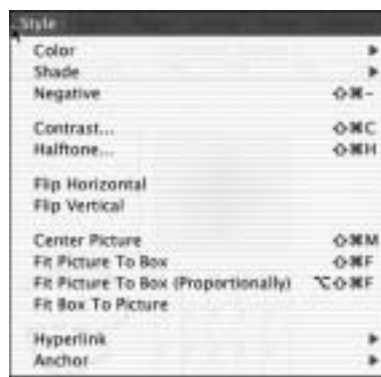 Style
Color
Shade
Negative ⇧⌘-
Contrast... ⇧⌘C
Halftone... ⇧⌘H
Flip Horizontal
Flip Vertical
Center Picture ⇧⌘M
Fit Picture To Box ⇧⌘F
Fit Picture To Box (Proportionally) ⌥⇧⌘F
Fit Box To Picture
Hyperlink
Anchor